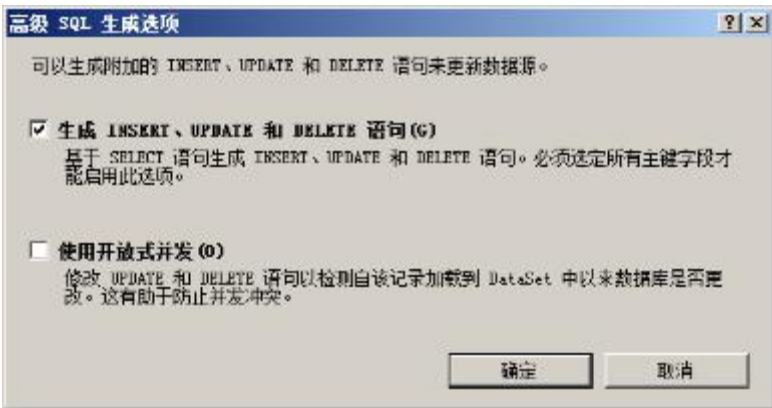 高级 SQL 生成选项
可以生成附加的 INSERT、UPDATE 和 DELETE 语句来更新数据源。
生成 INSERT、UPDATE 和 DELETE 语句(G)
基于 SELECT 语句生成 INSERT、UPDATE 和 DELETE 语句。必须选定所有主键字段才
能启用此选项。
使用开放式并发(O)
修改 UPDATE 和 DELETE 语句以检测自该记录加载到 DataSet 中以来数据库是否更
改。这有助于防止并发冲突。
确定 取消